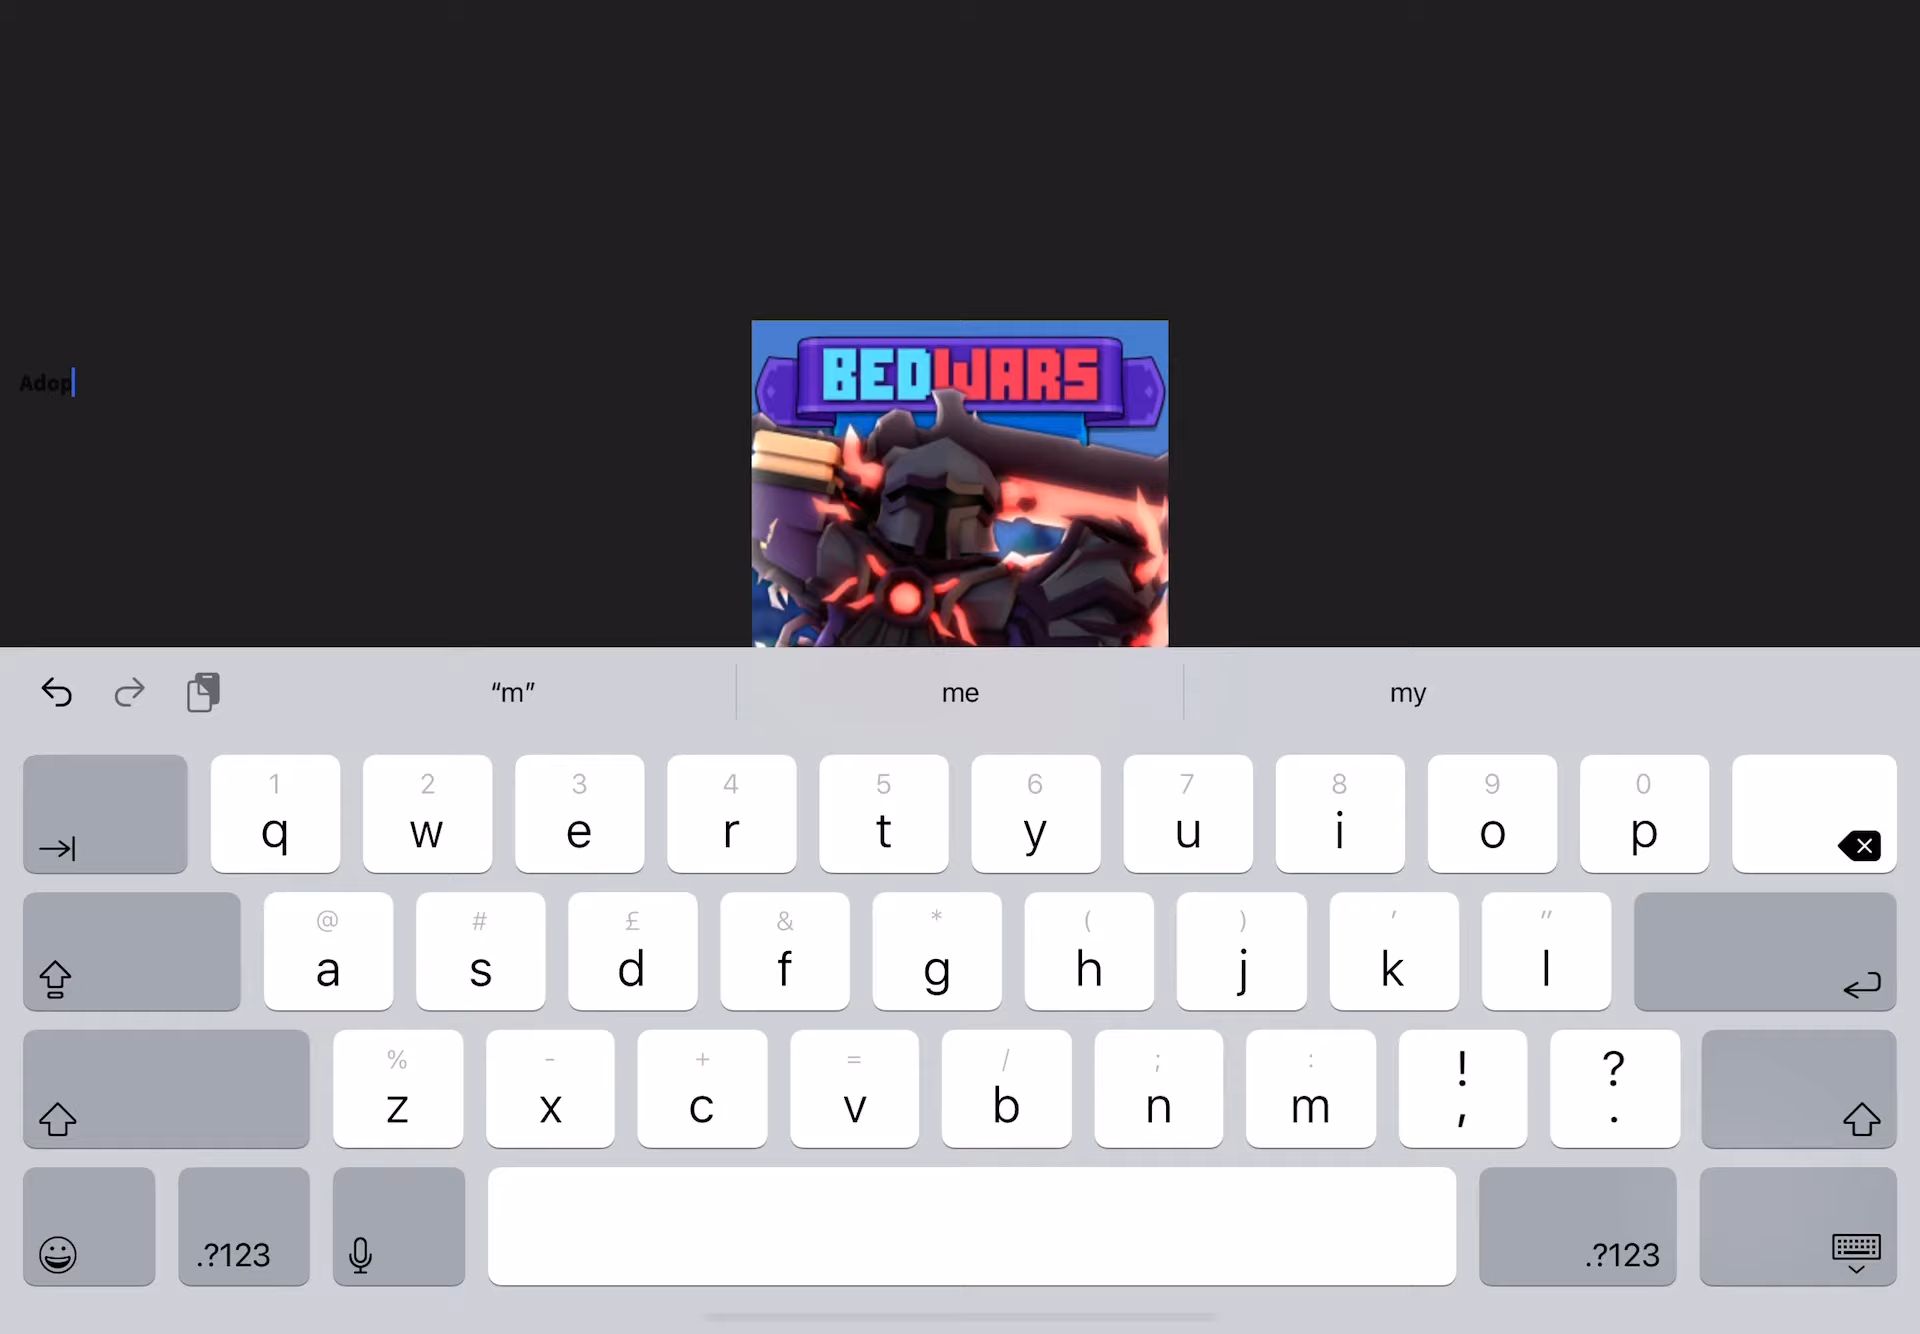 BEDWARS
Adop
“m” me my
1 2 3 4 5 6 7 8 9 0
q w e r t y u i o p
@ # £ & * ( ) ' "
a s d f g h j k l
% - + = / ; : ! ?
z x c v b n m , .
.?123 .?123